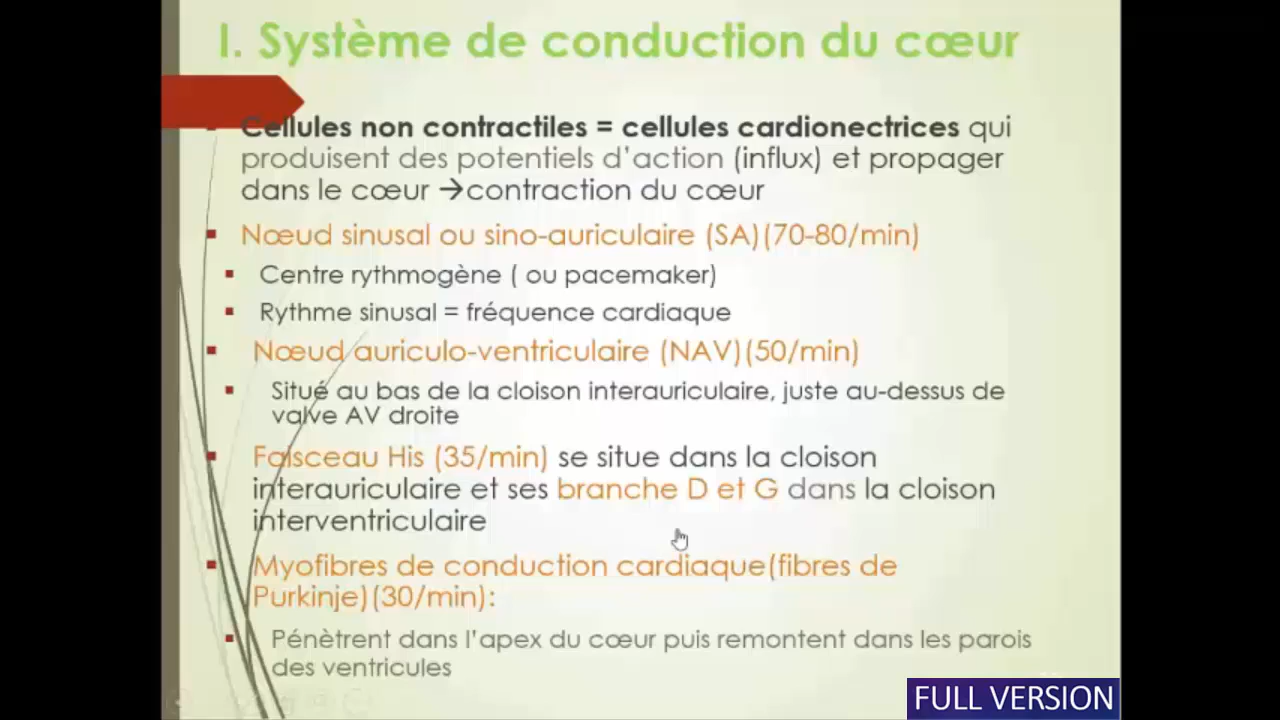 I. Système de conduction du cœur
Cellules non contractiles = cellules cardionectrices qui
produisent des potentiels d'action (influx) et propager
dans le cœur →contraction du cœur
Nœud sinusal ou sino-auriculaire (SA)(70-80/min)
Centre rythmogène ( ou pacemaker)
Rythme sinusal = fréquence cardiaque
Nœud auriculo-ventriculaire (NAV)(50/min)
Situé au bas de la cloison interauriculaire, juste au-dessus de
valve AV droite
Faisceau His (35/min) se situe dans la cloison
interauriculaire et ses branche D et G dans la cloison
interventriculaire
Myofibres de conduction cardiaque(fibres de
Purkinje)(30/min):
Pénètrent dans l'apex du cœur puis remontent dans les parois
des ventricules
FULL VERSION